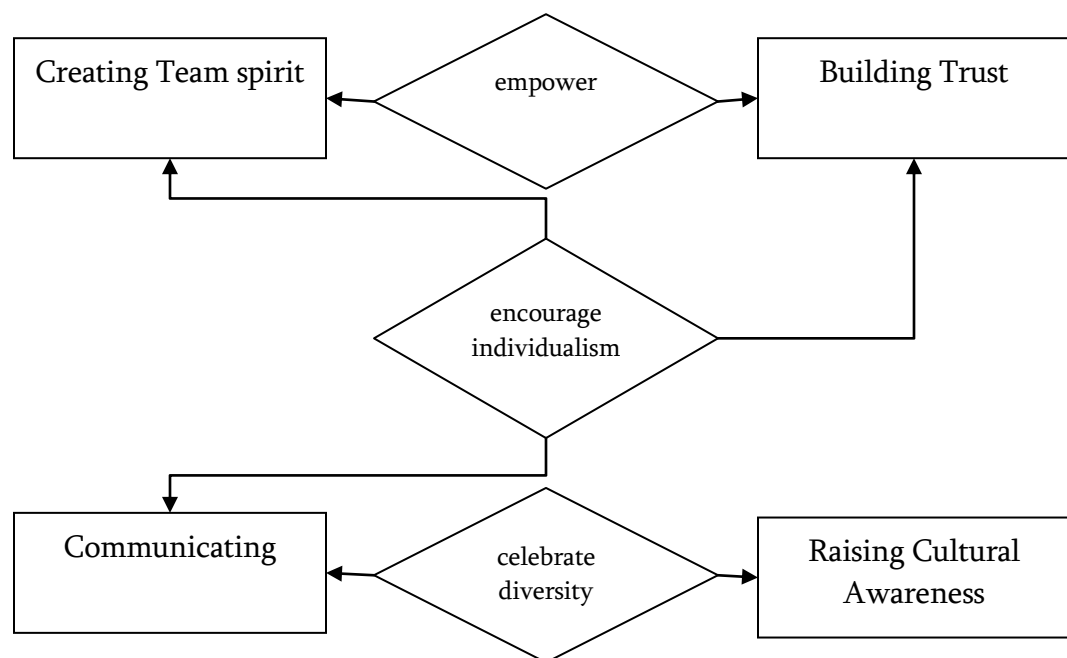 Creating Team spirit
empower
Building Trust
encourage
individualism
Communicating
celebrate
diversity
Raising Cultural
Awareness